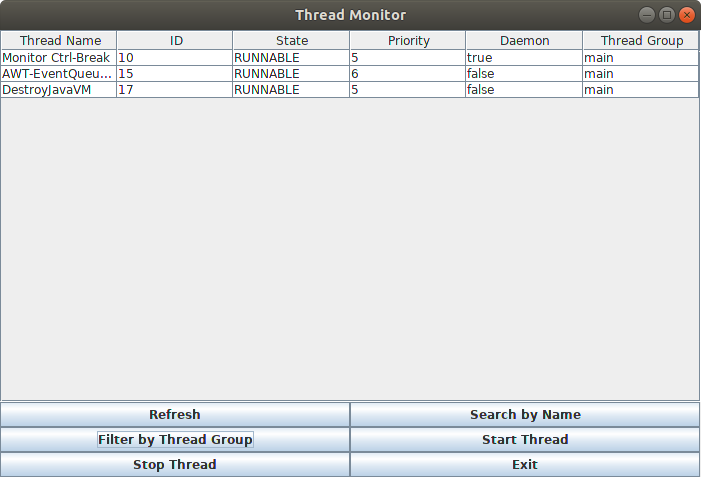 Thread Monitor
Thread Name ID State Priority Daemon Thread Group
Monitor Ctrl-Break 10 RUNNABLE 5 true main
AWT-EventQueu... 15 RUNNABLE 6 false main
DestroyJavaVM 17 RUNNABLE 5 false main
Refresh Search by Name
Filter by Thread Group Start Thread
Stop Thread Exit